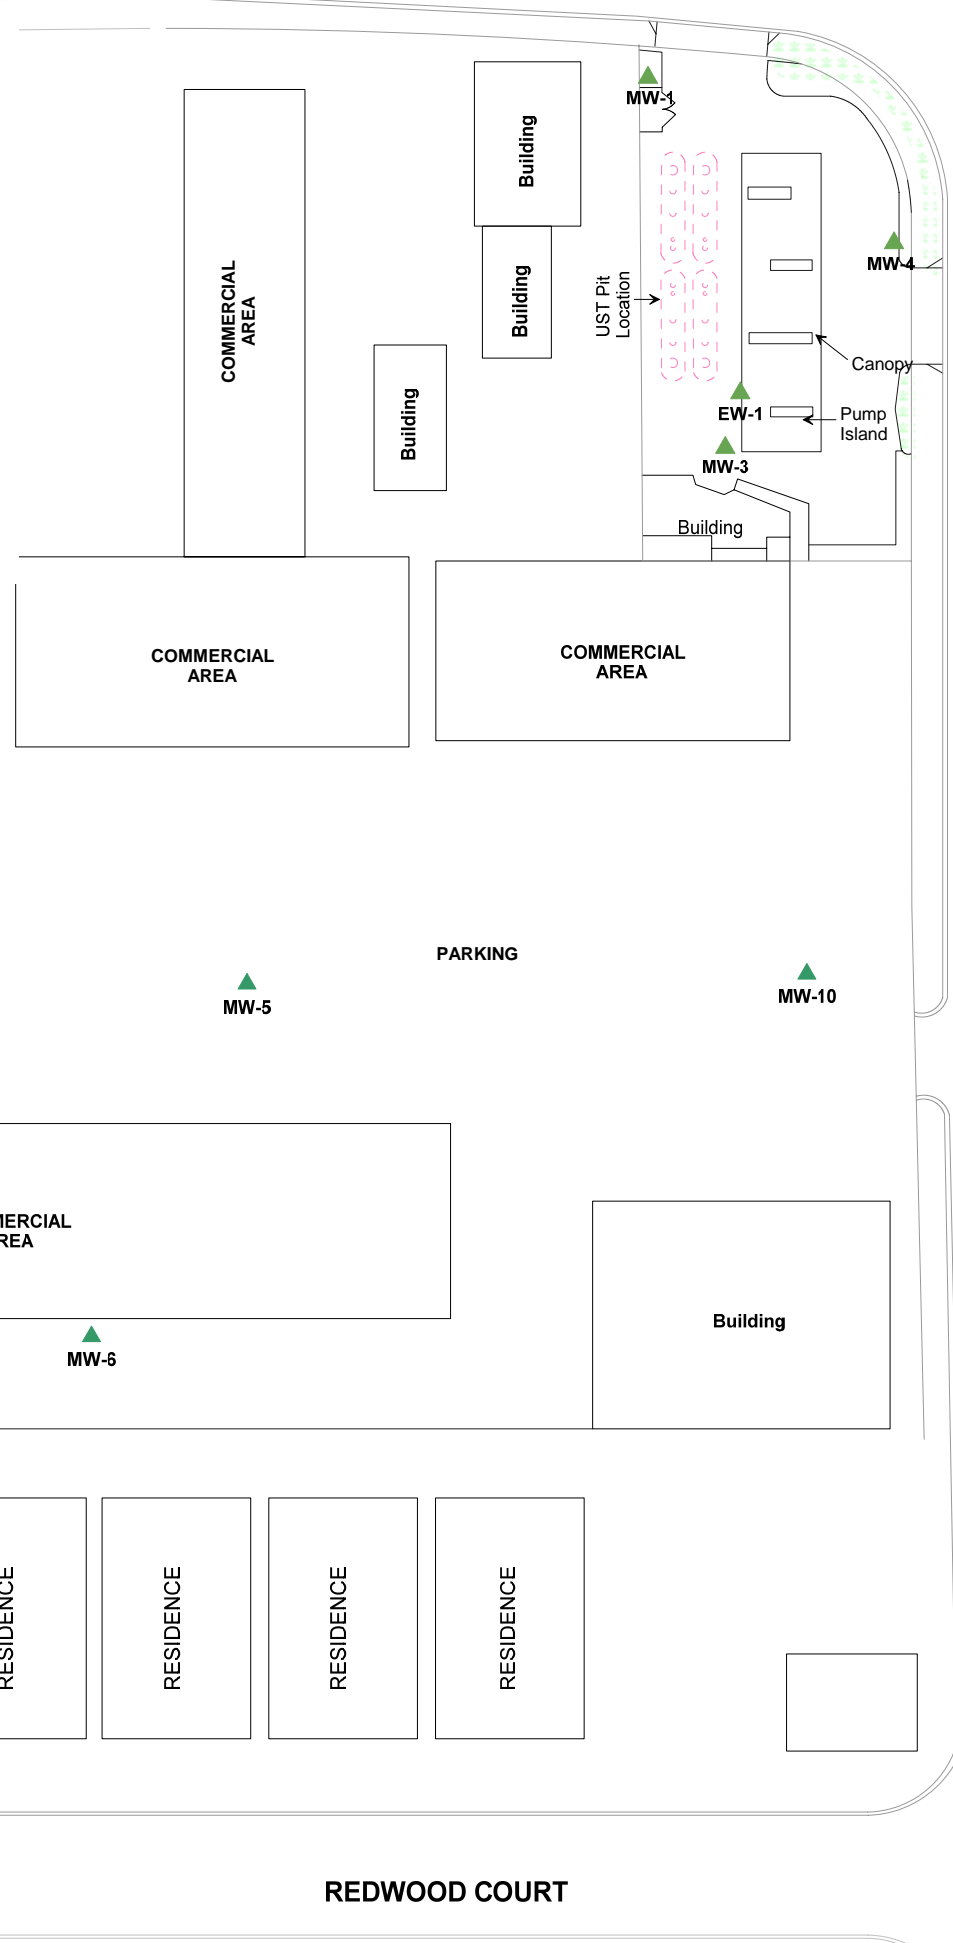 MW-1
Building
COMMERCIAL
AREA
Building
UST Pit
Location
MW-4
Canopy
Building
EW-1
Pump
Island
MW-3
Building
COMMERCIAL
AREA
COMMERCIAL
AREA
PARKING
MW-5
MW-10
MERCIAL
REA
Building
MW-6
RESIDENCE
RESIDENCE
RESIDENCE
RESIDENCE
REDWOOD COURT